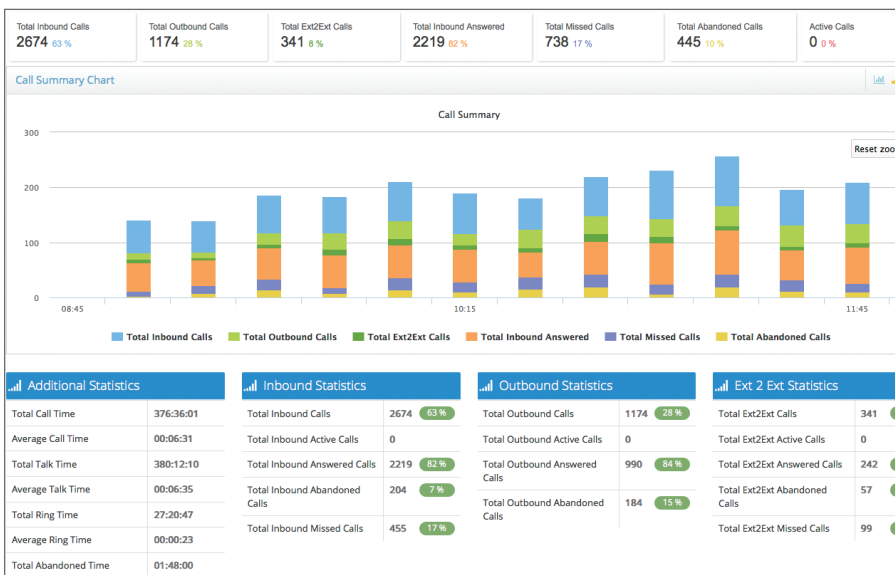 Total Inbound Calls
2674 63 %
Total Outbound Calls
1174 28 %
Total Ext2Ext Calls
341 8 %
Total Inbound Answered
2219 82 %
Total Missed Calls
738 17 %
Total Abandoned Calls
445 10 %
Active Calls
0 0 %
Call Summary Chart
Call Summary
300
Reset zoo
200
100
0
08:45
10:15
11:45
Total Inbound Calls
Total Outbound Calls
Total Ext2Ext Calls
Total Inbound Answered
Total Missed Calls
Total Abandoned Calls
Additional Statistics
Total Call Time 376:36:01
Average Call Time 00:06:31
Total Talk Time 380:12:10
Average Talk Time 00:06:35
Total Ring Time 27:20:47
Average Ring Time 00:00:23
Total Abandoned Time 01:48:00
Inbound Statistics
Total Inbound Calls 2674 63 %
Total Inbound Active Calls 0
Total Inbound Answered Calls 2219 82 %
Total Inbound Abandoned 204 7 %
Calls
Total Inbound Missed Calls 455 17 %
Outbound Statistics
Total Outbound Calls 1174 28 %
Total Outbound Active Calls 0
Total Outbound Answered 990 84 %
Calls
Total Outbound Abandoned 184 15 %
Calls
Ext 2 Ext Statistics
Total Ext2Ext Calls 341
Total Ext2Ext Active Calls 0
Total Ext2Ext Answered Calls 242
Total Ext2Ext Abandoned 57
Calls
Total Ext2Ext Missed Calls 99